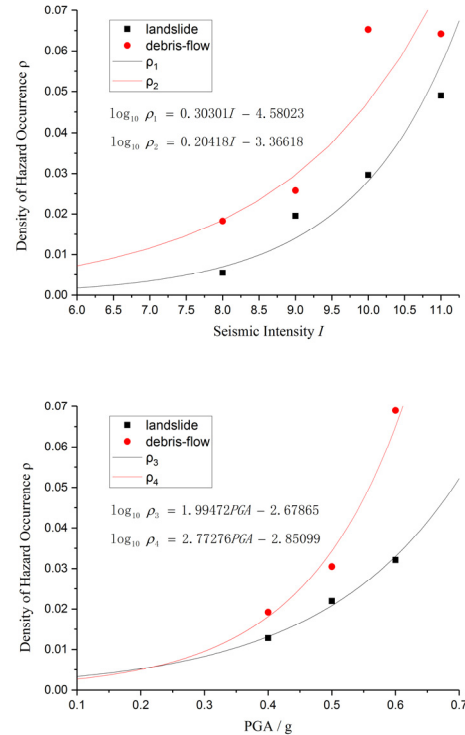 0.07
0.06
0.05
0.04
0.03
0.02
0.01
0.00
Density of Hazard Occurrence ρ
landslide
debris-flow
ρ₁
ρ₂
log₁₀ ρ₁ = 0.30301I − 4.58023
log₁₀ ρ₂ = 0.20418I − 3.36618
6.0 6.5 7.0 7.5 8.0 8.5 9.0 9.5 10.0 10.5 11.0
Seismic Intensity I
0.07
0.06
0.05
0.04
0.03
0.02
0.01
0.00
Density of Hazard Occurrence ρ
landslide
debris-flow
ρ₃
ρ₄
log₁₀ ρ₃ = 1.99472PGA − 2.67865
log₁₀ ρ₄ = 2.77276PGA − 2.85099
0.1 0.2 0.3 0.4 0.5 0.6 0.7
PGA / g